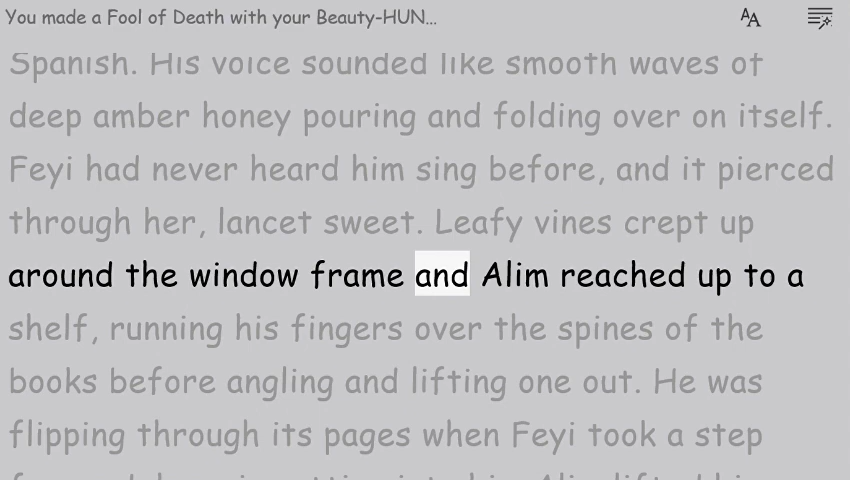 You made a Fool of Death with your Beauty-HUN...
AA
Spanish. His voice sounded like smooth waves of
deep amber honey pouring and folding over on itself.
Feyi had never heard him sing before, and it pierced
through her, lancet sweet. Leafy vines crept up
around the window frame and Alim reached up to a
shelf, running his fingers over the spines of the
books before angling and lifting one out. He was
flipping through its pages when Feyi took a step